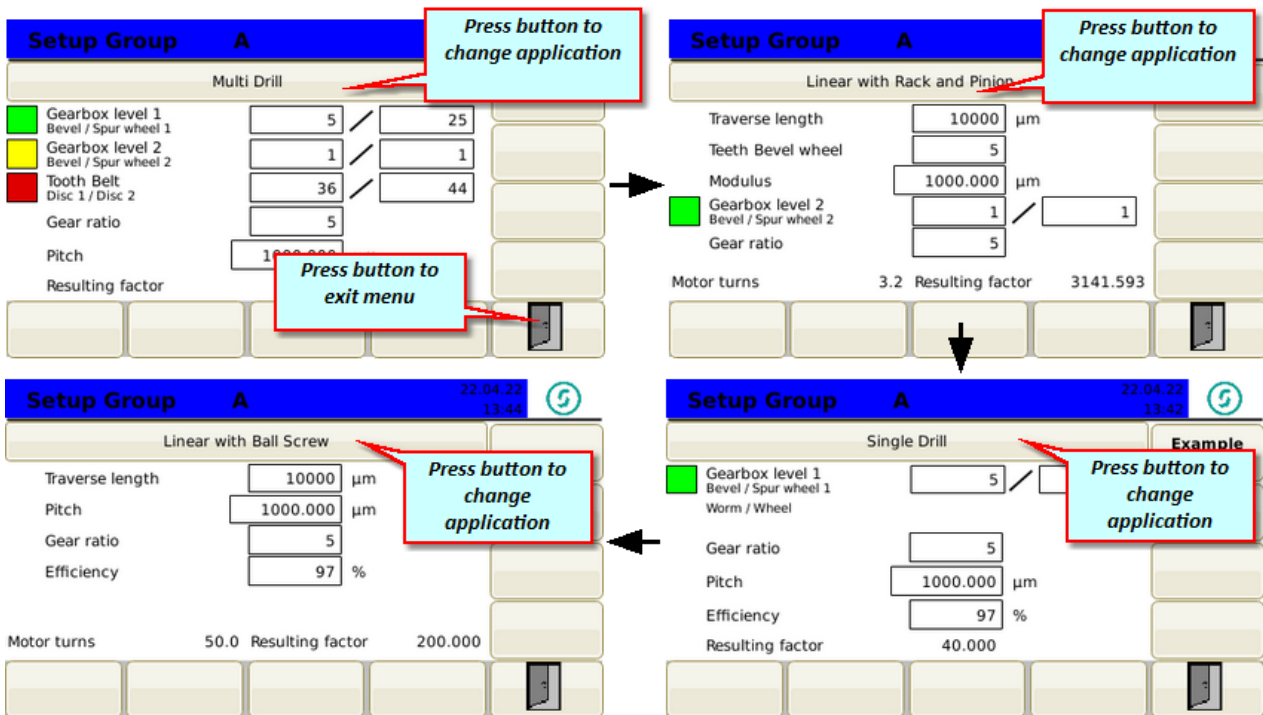 Setup Group A
Press button to
change application
Multi Drill
Gearbox level 1
Bevel / Spur wheel 1
5 / 25
Gearbox level 2
Bevel / Spur wheel 2
1 / 1
Tooth Belt
Disc 1 / Disc 2
36 / 44
Gear ratio 5
Pitch
Resulting factor
Press button to
exit menu
Setup Group A
Press button to
change application
Linear with Rack and Pinion
Traverse length 10000 µm
Teeth Bevel wheel 5
Modulus 1000.000 µm
Gearbox level 2
Bevel / Spur wheel 2
1 / 1
Gear ratio 5
Motor turns 3.2 Resulting factor 3141.593
Setup Group A
22.04.22
13:44
Linear with Ball Screw
Press button to
change
application
Traverse length 10000 µm
Pitch 1000.000 µm
Gear ratio 5
Efficiency 97 %
Motor turns 50.0 Resulting factor 200.000
Setup Group A
22.04.22
13:42
Single Drill
Example
Press button to
change
application
Gearbox level 1
Bevel / Spur wheel 1
5 /
Worm / Wheel
Gear ratio 5
Pitch 1000.000 µm
Efficiency 97 %
Resulting factor 40.000